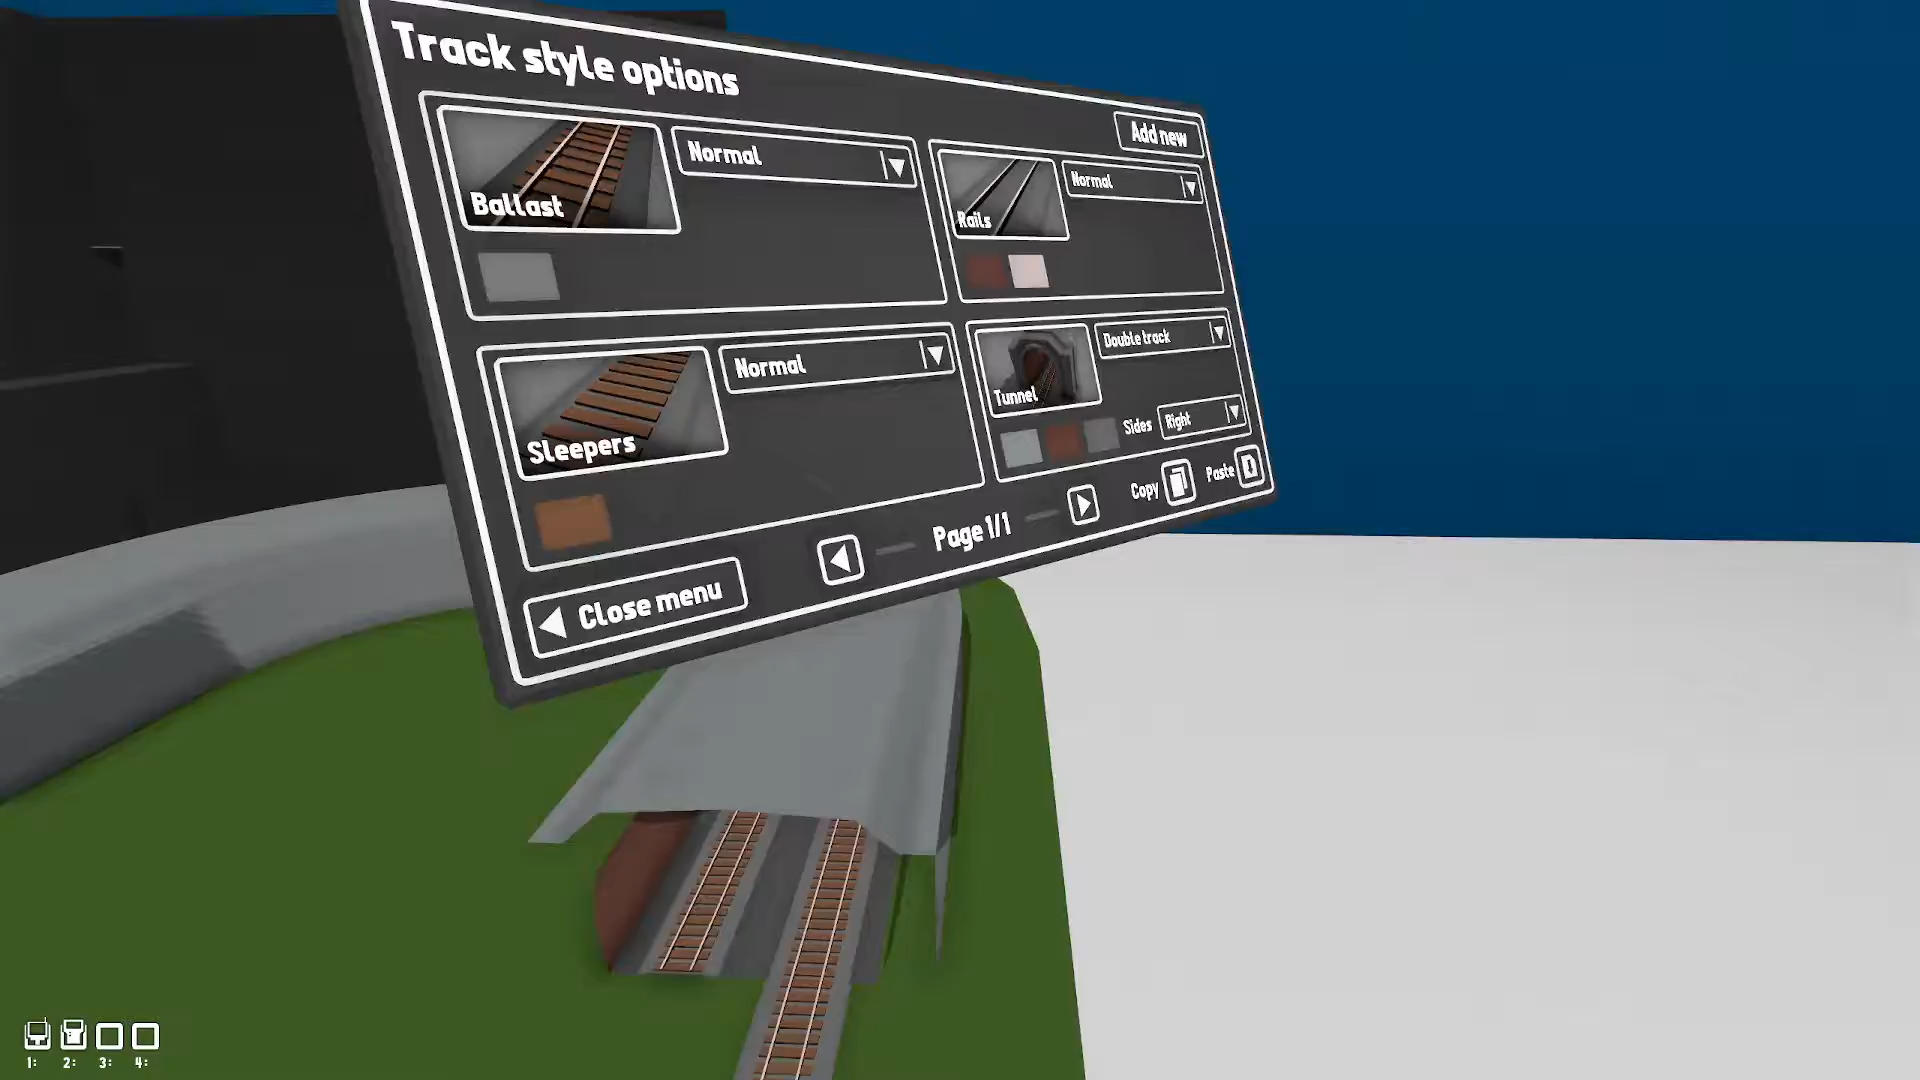 Track style options
Add new
Ballast
Normal
Rails
Normal
Sleepers
Normal
Tunnel
Double track
Sides
Right
Copy
Paste
Page 1/1
Close menu
1:
2:
3:
4: